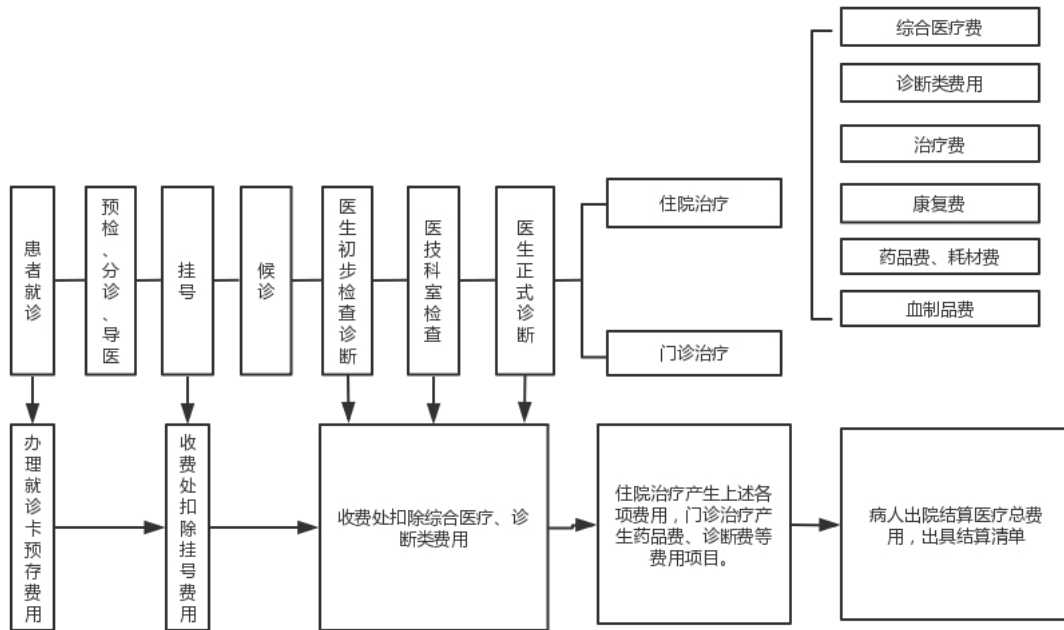 综合医疗费
诊断类费用
治疗费
康复费
药品费、耗材费
血制品费
患者就诊
预检、分诊、导医
挂号
候诊
医生初步检查诊断
医技科室检查
医生正式诊断
住院治疗
门诊治疗
办理就诊卡预存费用
收费处扣除挂号费用
收费处扣除综合医疗、诊
断类费用
住院治疗产生上述各
项费用，门诊治疗产
生药品费、诊断费等
费用项目。
病人出院结算医疗总费
用，出具结算清单